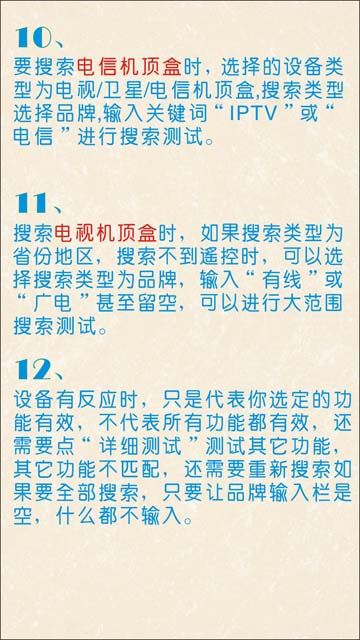 10、
要搜索电信机顶盒时，选择的设备类
型为电视/卫星/电信机顶盒,搜索类型
选择品牌,输入关键词“IPTV”或“
电信”进行搜索测试。
11、
搜索电视机顶盒时，如果搜索类型为
省份地区，搜索不到遥控时，可以选
择搜索类型为品牌，输入“有线”或
“广电”甚至留空，可以进行大范围
搜索测试。
12、
设备有反应时，只是代表你选定的功
能有效，不代表所有功能都有效，还
需要点“详细测试”测试其它功能，
其它功能不匹配，还需要重新搜索如
果要全部搜索，只要让品牌输入栏是
空，什么都不输入。